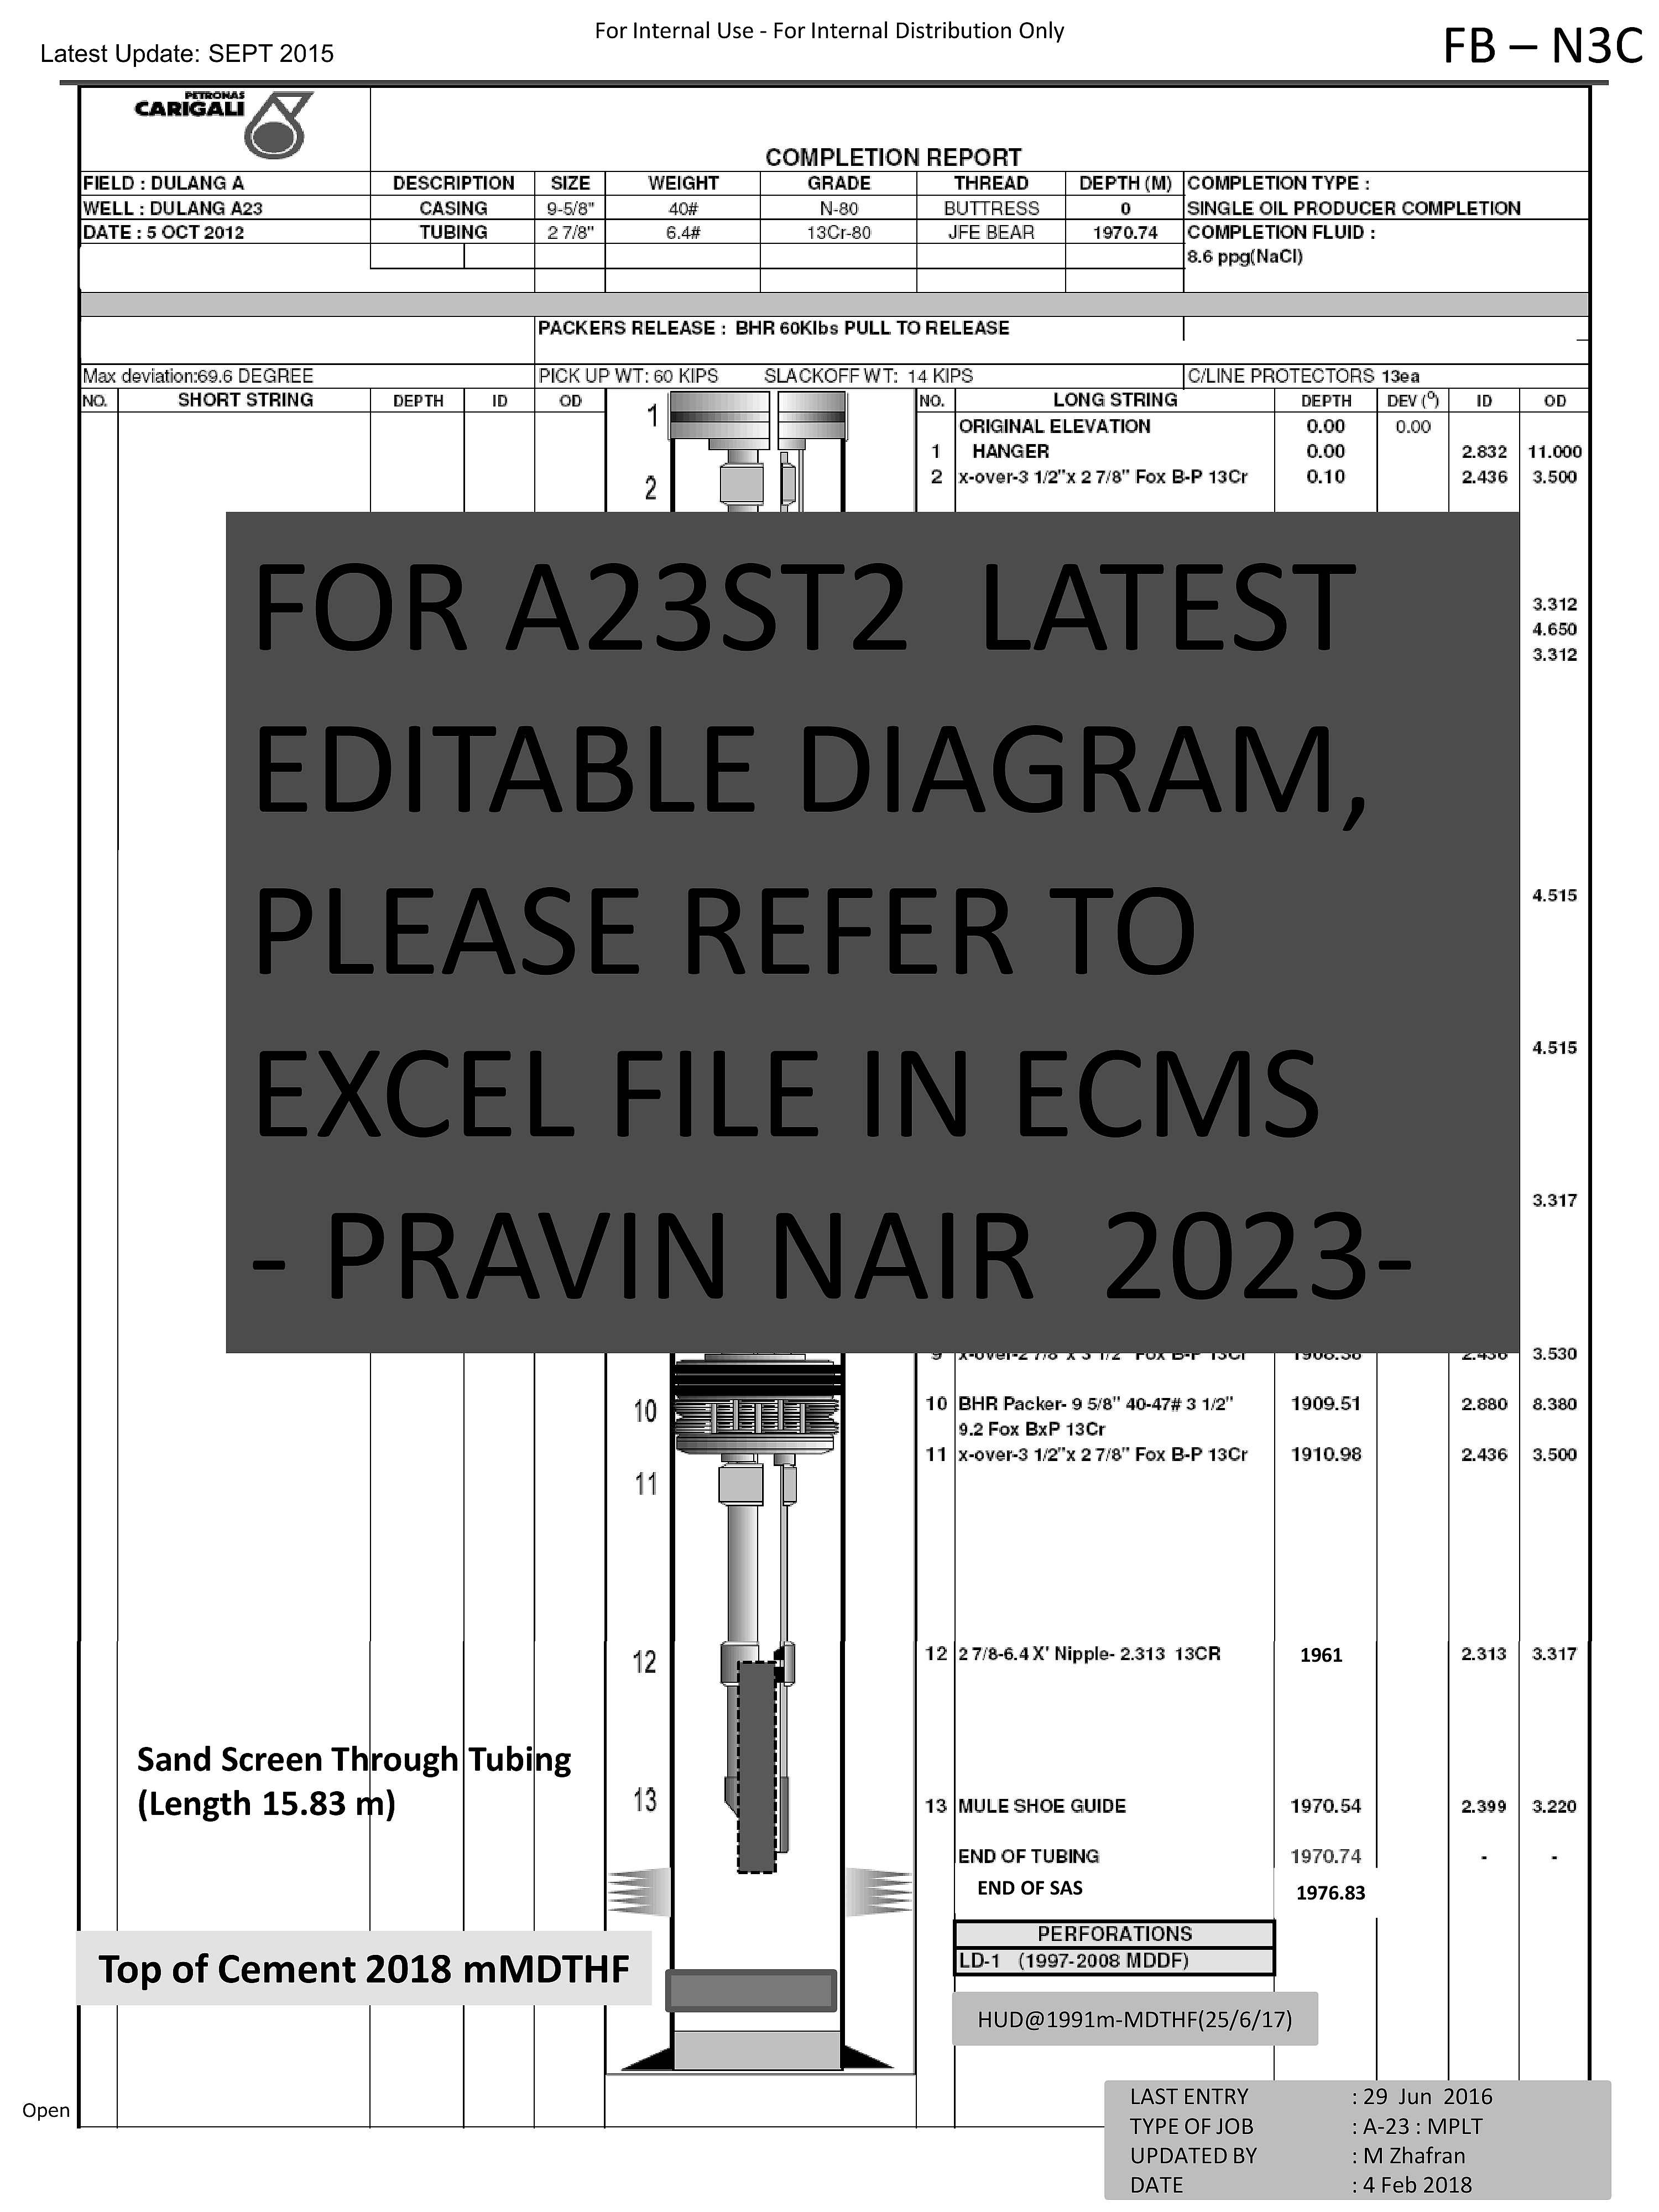 For Internal Use - For Internal Distribution Only
Latest Update: SEPT 2015
FB – N3C
PETRONAS
CARIGALI
COMPLETION REPORT
FIELD : DULANG A DESCRIPTION SIZE WEIGHT GRADE THREAD DEPTH (M) COMPLETION TYPE :
WELL : DULANG A23 CASING 9-5/8" 40# N-80 BUTTRESS 0 SINGLE OIL PRODUCER COMPLETION
DATE : 5 OCT 2012 TUBING 2 7/8" 6.4# 13Cr-80 JFE BEAR 1970.74 COMPLETION FLUID :
8.6 ppg(NaCl)
PACKERS RELEASE : BHR 60Klbs PULL TO RELEASE
Max deviation:69.6 DEGREE PICK UP WT: 60 KIPS SLACKOFF WT: 14 KIPS C/LINE PROTECTORS 13ea
NO. SHORT STRING DEPTH ID OD NO. LONG STRING DEPTH DEV (O) ID OD
ORIGINAL ELEVATION 0.00 0.00
1 1 HANGER 0.00 2.832 11.000
2 2 x-over-3 1/2"x 2 7/8" Fox B-P 13Cr 0.10 2.436 3.500
FOR A23ST2 LATEST
EDITABLE DIAGRAM,
PLEASE REFER TO
EXCEL FILE IN ECMS
- PRAVIN NAIR 2023-
3.312
4.650
3.312
4.515
4.515
3.317
9 x-over-2 7/8"x 3 1/2" Fox B-P 13Cr 1908.58 2.436 3.530
10 10 BHR Packer- 9 5/8" 40-47# 3 1/2" 1909.51 2.880 8.380
9.2 Fox BxP 13Cr
11 11 x-over-3 1/2"x 2 7/8" Fox B-P 13Cr 1910.98 2.436 3.500
12 12 2 7/8-6.4 X' Nipple- 2.313 13CR 1961 2.313 3.317
Sand Screen Through Tubing
(Length 15.83 m)
13 13 MULE SHOE GUIDE 1970.54 2.399 3.220
END OF TUBING 1970.74 - -
END OF SAS 1976.83
PERFORATIONS
LD-1 (1997-2008 MDDF)
Top of Cement 2018 mMDTHF
HUD@1991m-MDTHF(25/6/17)
LAST ENTRY : 29 Jun 2016
TYPE OF JOB : A-23 : MPLT
UPDATED BY : M Zhafran
DATE : 4 Feb 2018
Open